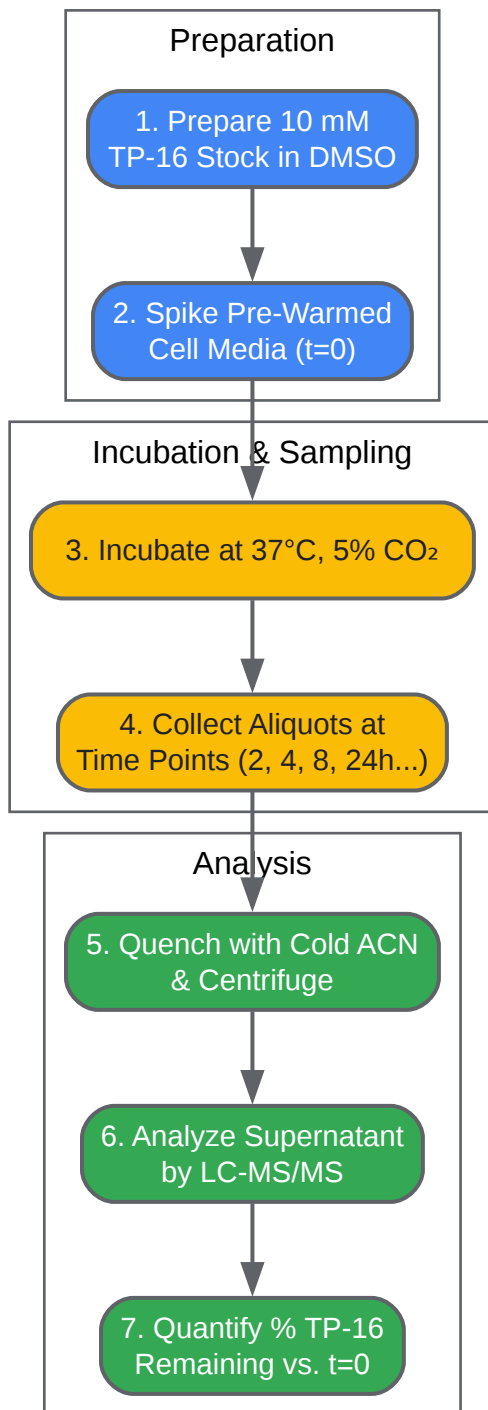 Preparation
1. Prepare 10 mM
TP-16 Stock in DMSO
2. Spike Pre-Warmed
Cell Media (t=0)
Incubation & Sampling
3. Incubate at 37°C, 5% CO₂
4. Collect Aliquots at
Time Points (2, 4, 8, 24h...)
Analysis
5. Quench with Cold ACN
& Centrifuge
6. Analyze Supernatant
by LC-MS/MS
7. Quantify % TP-16
Remaining vs. t=0